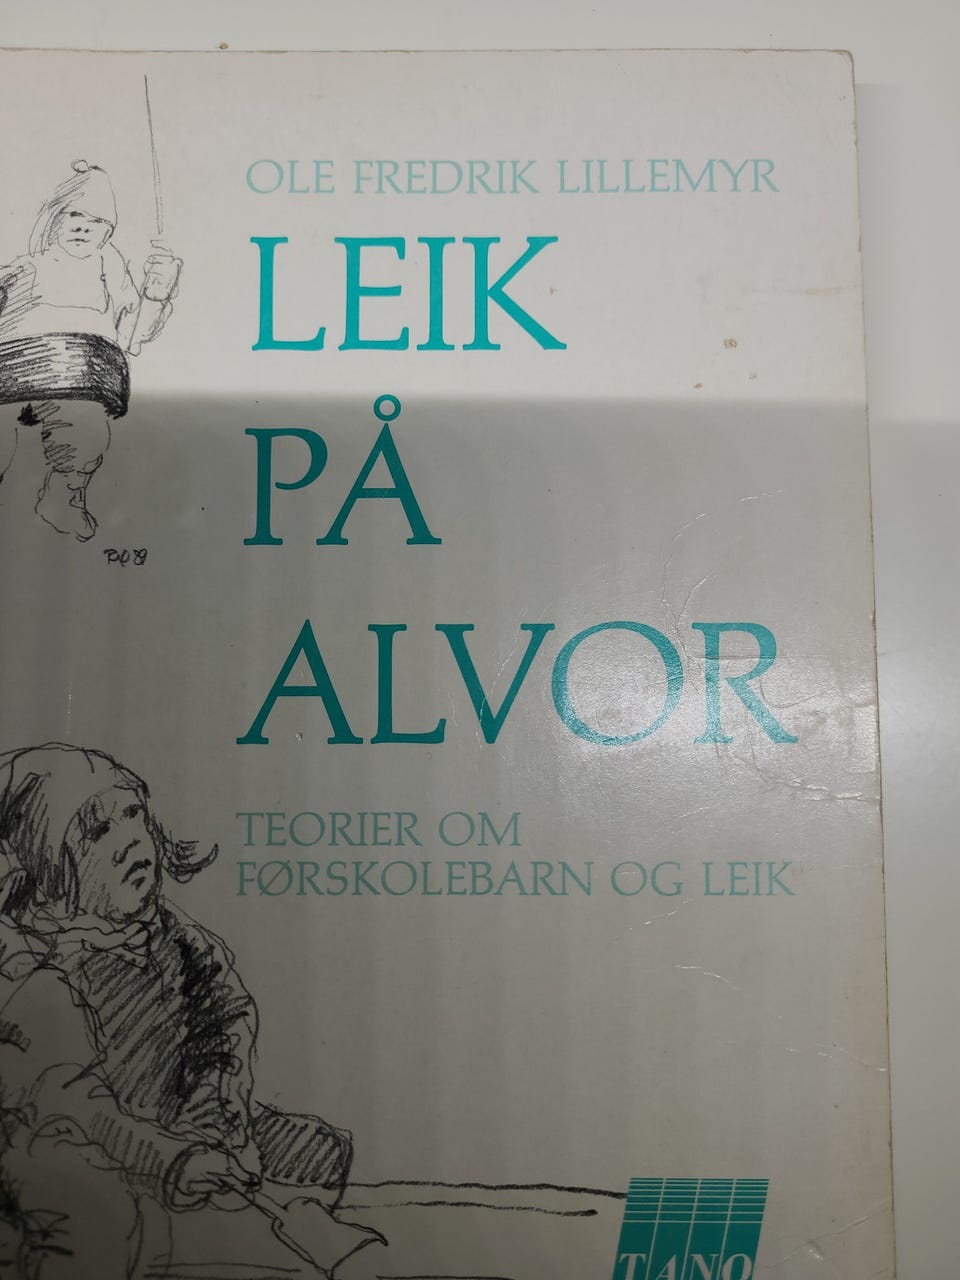 OLE FREDRIK LILLEMYR
LEIK
PÅ
ALVOR
TEORIER OM
FØRSKOLEBARN OG LEIK
TANO